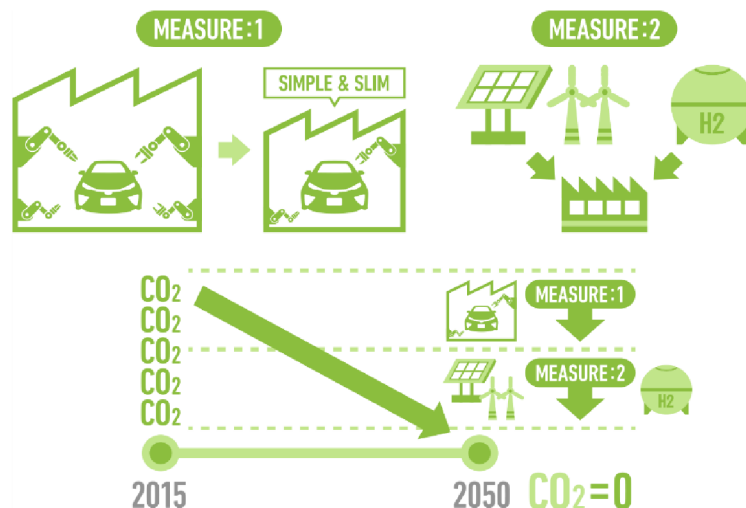 MEASURE:1
MEASURE:2
SIMPLE & SLIM
H2
CO2
CO2
CO2
CO2
CO2
MEASURE:1
MEASURE:2
H2
2015
2050
CO2=0